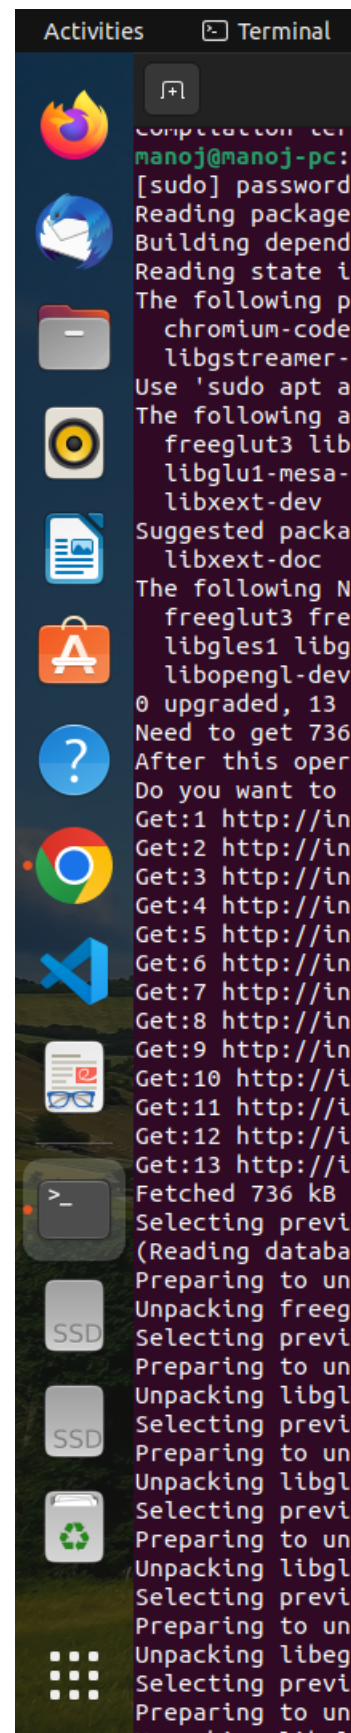 Activities
Terminal
Compilation ter
manoj@manoj-pc:
[sudo] password
Reading package
Building depend
Reading state i
The following p
chromium-code
libgstreamer-
Use 'sudo apt a
The following a
freeglut3 lib
libglu1-mesa-
libxext-dev
Suggested packa
libxext-doc
The following N
freeglut3 fre
libgles1 libg
libopengl-dev
0 upgraded, 13
Need to get 736
After this oper
Do you want to
Get:1 http://in
Get:2 http://in
Get:3 http://in
Get:4 http://in
Get:5 http://in
Get:6 http://in
Get:7 http://in
Get:8 http://in
Get:9 http://in
Get:10 http://i
Get:11 http://i
Get:12 http://i
Get:13 http://i
Fetched 736 kB
Selecting previ
(Reading databa
Preparing to un
Unpacking freeg
Selecting previ
Preparing to un
Unpacking libgl
Selecting previ
Preparing to un
Unpacking libgl
Selecting previ
Preparing to un
Unpacking libgl
Selecting previ
Preparing to un
Unpacking libeg
Selecting previ
Preparing to un
SSD
SSD